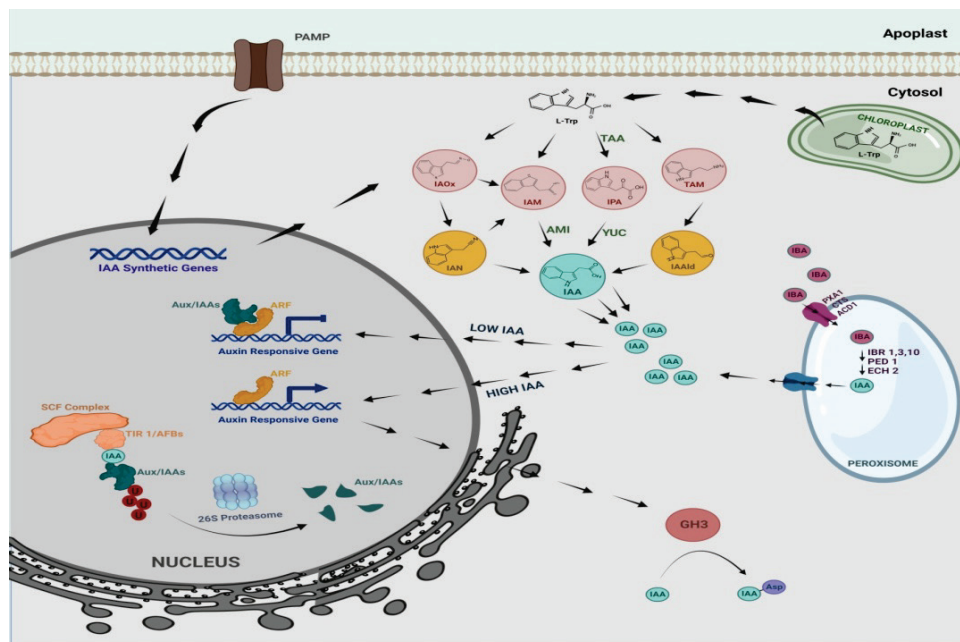 PAMP
Apoplast
Cytosol
CHLOROPLAST
L-Trp
L-Trp
TAA
IAOx
IAM
IPA
TAM
AMI
YUC
IAN
IAA
IAAld
IAA Synthetic Genes
Aux/IAAs
ARF
Auxin Responsive Gene
LOW IAA
IAA
IAA
IAA
IAA
IAA
IAA
IAA
IBA
IBA
IBA
PXA1
CTS
ACD1
IBA
IBR 1,3,10
PED 1
ECH 2
IAA
PEROXISOME
ARF
Auxin Responsive Gene
HIGH IAA
SCF Complex
TIR 1/AFBs
IAA
Aux/IAAs
U
U
U
U
26S Proteasome
Aux/IAAs
NUCLEUS
GH3
IAA
IAA
Asp